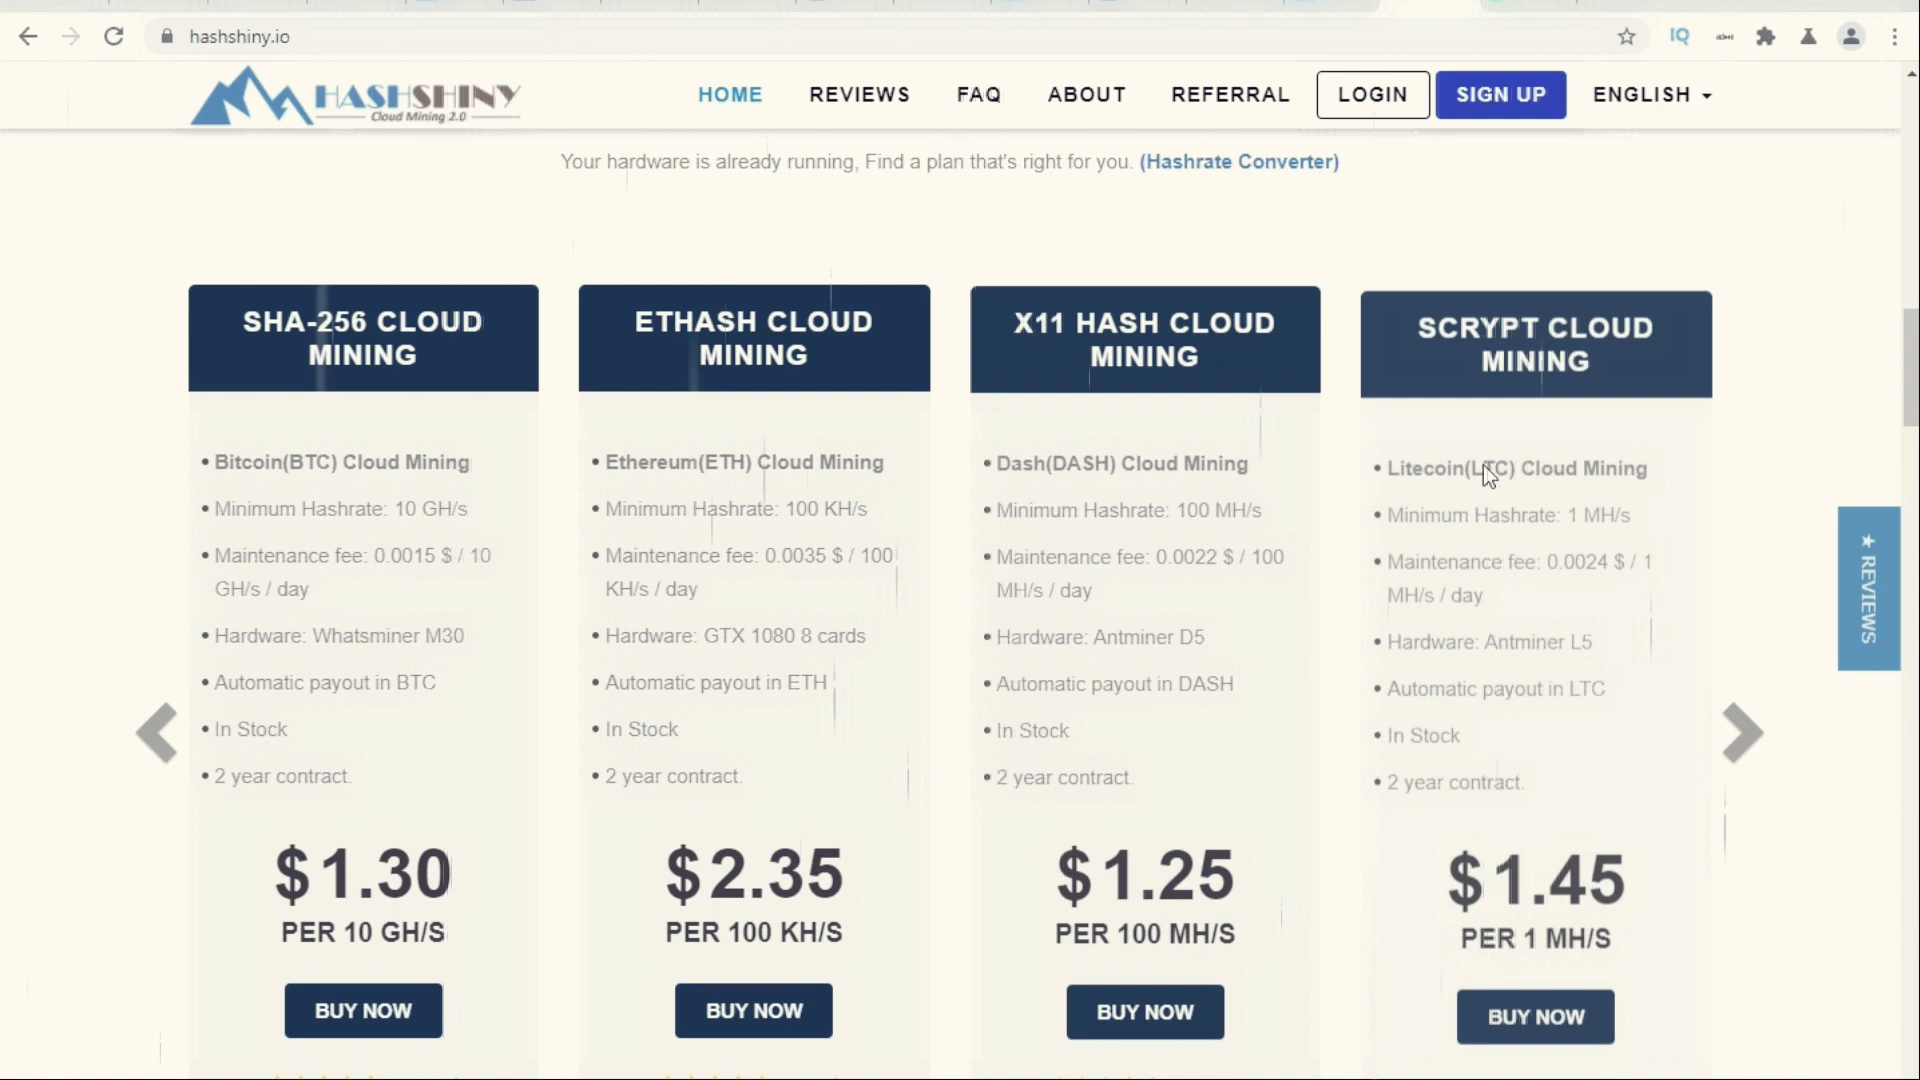 hashshiny.io
IQ
HASHSHINY
Cloud Mining 2.0
HOME
REVIEWS
FAQ
ABOUT
REFERRAL
LOGIN
SIGN UP
ENGLISH
Your hardware is already running, Find a plan that's right for you. (Hashrate Converter)
SHA-256 CLOUD
MINING
• Bitcoin(BTC) Cloud Mining
• Minimum Hashrate: 10 GH/s
• Maintenance fee: 0.0015 $ / 10
GH/s / day
• Hardware: Whatsminer M30
• Automatic payout in BTC
• In Stock
• 2 year contract.
$1.30
PER 10 GH/S
BUY NOW
ETHASH CLOUD
MINING
• Ethereum(ETH) Cloud Mining
• Minimum Hashrate: 100 KH/s
• Maintenance fee: 0.0035 $ / 100
KH/s / day
• Hardware: GTX 1080 8 cards
• Automatic payout in ETH
• In Stock
• 2 year contract.
$2.35
PER 100 KH/S
BUY NOW
X11 HASH CLOUD
MINING
• Dash(DASH) Cloud Mining
• Minimum Hashrate: 100 MH/s
• Maintenance fee: 0.0022 $ / 100
MH/s / day
• Hardware: Antminer D5
• Automatic payout in DASH
• In Stock
• 2 year contract.
$1.25
PER 100 MH/S
BUY NOW
SCRYPT CLOUD
MINING
• Litecoin(LTC) Cloud Mining
• Minimum Hashrate: 1 MH/s
• Maintenance fee: 0.0024 $ / 1
MH/s / day
• Hardware: Antminer L5
• Automatic payout in LTC
• In Stock
• 2 year contract.
$1.45
PER 1 MH/S
BUY NOW
★ REVIEWS